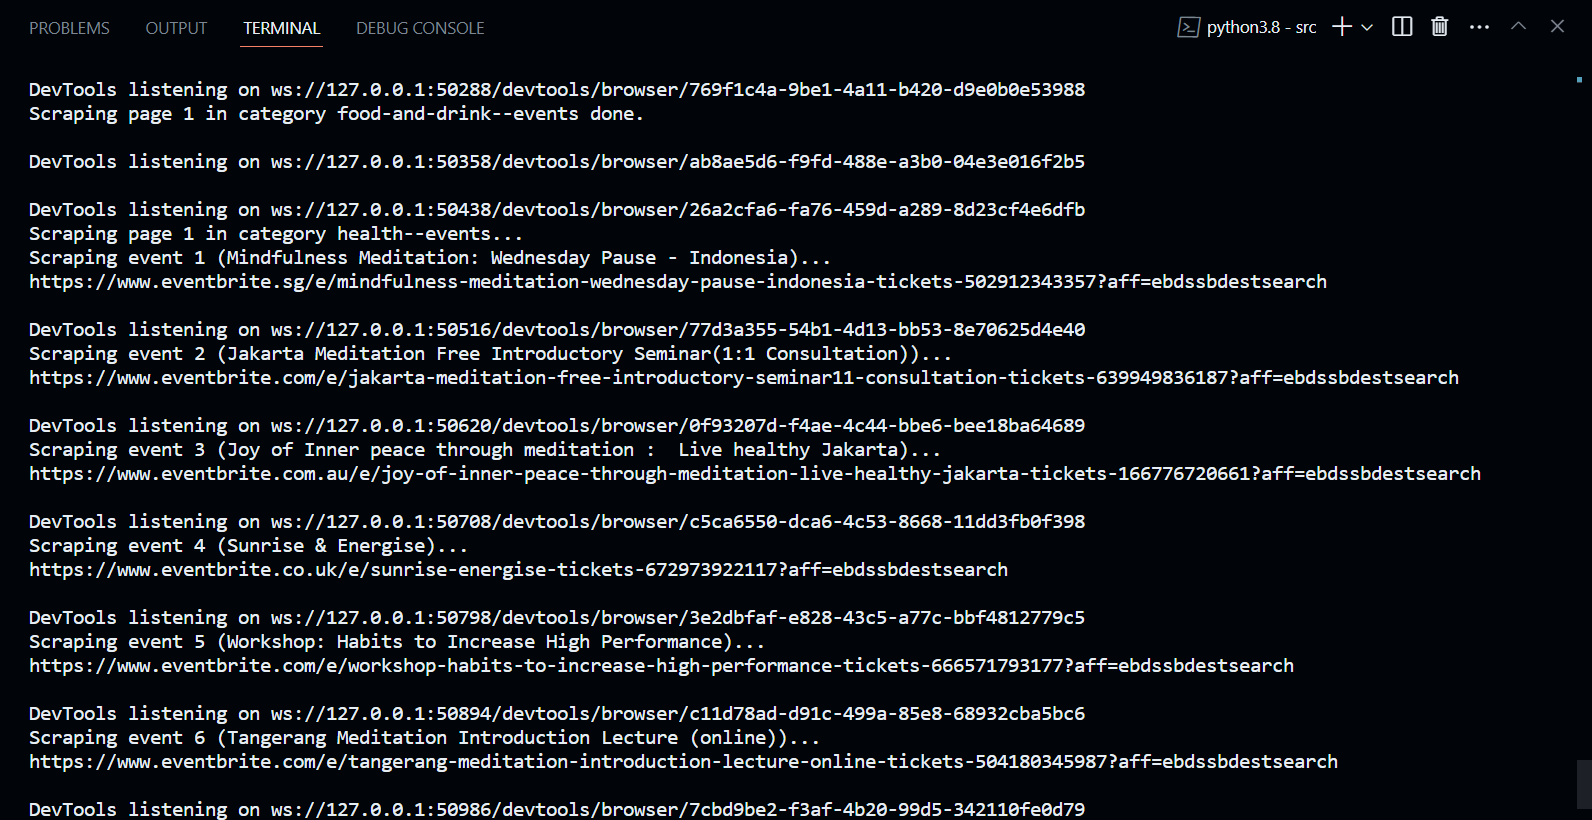 PROBLEMS OUTPUT TERMINAL DEBUG CONSOLE python3.8 - src
DevTools listening on ws://127.0.0.1:50288/devtools/browser/769f1c4a-9be1-4a11-b420-d9e0b0e53988
Scraping page 1 in category food-and-drink--events done.
DevTools listening on ws://127.0.0.1:50358/devtools/browser/ab8ae5d6-f9fd-488e-a3b0-04e3e016f2b5
DevTools listening on ws://127.0.0.1:50438/devtools/browser/26a2cfa6-fa76-459d-a289-8d23cf4e6dfb
Scraping page 1 in category health--events...
Scraping event 1 (Mindfulness Meditation: Wednesday Pause - Indonesia)...
https://www.eventbrite.sg/e/mindfulness-meditation-wednesday-pause-indonesia-tickets-502912343357?aff=ebdssbdestsearch
DevTools listening on ws://127.0.0.1:50516/devtools/browser/77d3a355-54b1-4d13-bb53-8e70625d4e40
Scraping event 2 (Jakarta Meditation Free Introductory Seminar(1:1 Consultation))...
https://www.eventbrite.com/e/jakarta-meditation-free-introductory-seminar11-consultation-tickets-639949836187?aff=ebdssbdestsearch
DevTools listening on ws://127.0.0.1:50620/devtools/browser/0f93207d-f4ae-4c44-bbe6-bee18ba64689
Scraping event 3 (Joy of Inner peace through meditation :  Live healthy Jakarta)...
https://www.eventbrite.com.au/e/joy-of-inner-peace-through-meditation-live-healthy-jakarta-tickets-166776720661?aff=ebdssbdestsearch
DevTools listening on ws://127.0.0.1:50708/devtools/browser/c5ca6550-dca6-4c53-8668-11dd3fb0f398
Scraping event 4 (Sunrise & Energise)...
https://www.eventbrite.co.uk/e/sunrise-energise-tickets-672973922117?aff=ebdssbdestsearch
DevTools listening on ws://127.0.0.1:50798/devtools/browser/3e2dbfaf-e828-43c5-a77c-bbf4812779c5
Scraping event 5 (Workshop: Habits to Increase High Performance)...
https://www.eventbrite.com/e/workshop-habits-to-increase-high-performance-tickets-666571793177?aff=ebdssbdestsearch
DevTools listening on ws://127.0.0.1:50894/devtools/browser/c11d78ad-d91c-499a-85e8-68932cba5bc6
Scraping event 6 (Tangerang Meditation Introduction Lecture (online))...
https://www.eventbrite.com/e/tangerang-meditation-introduction-lecture-online-tickets-504180345987?aff=ebdssbdestsearch
DevTools listening on ws://127.0.0.1:50986/devtools/browser/7cbd9be2-f3af-4b20-99d5-342110fe0d79